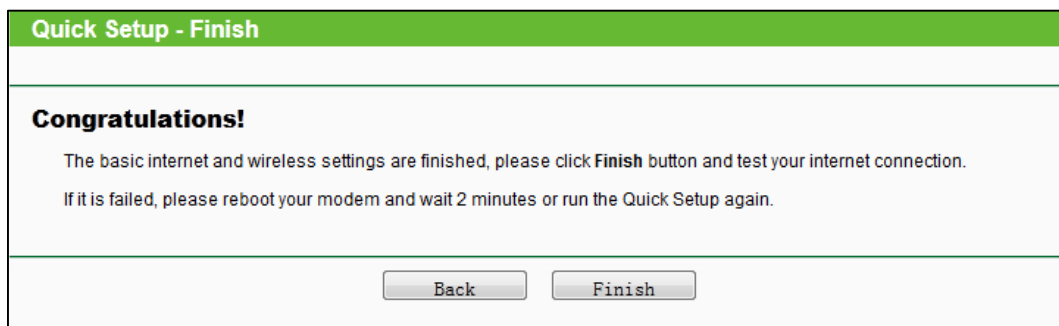 Quick Setup - Finish
Congratulations!
The basic internet and wireless settings are finished, please click Finish button and test your internet connection.
If it is failed, please reboot your modem and wait 2 minutes or run the Quick Setup again.
Back Finish